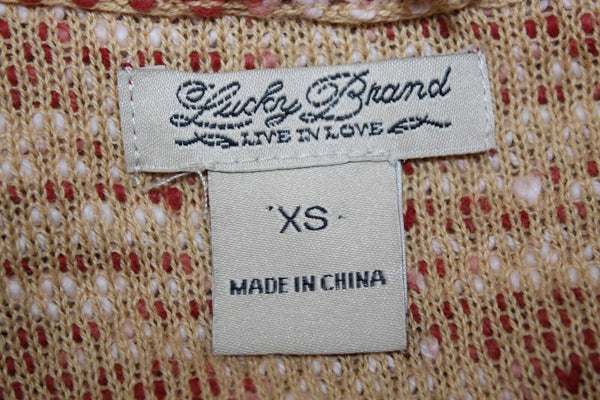 Lucky Brand
LIVE IN LOVE
XS
MADE IN CHINA